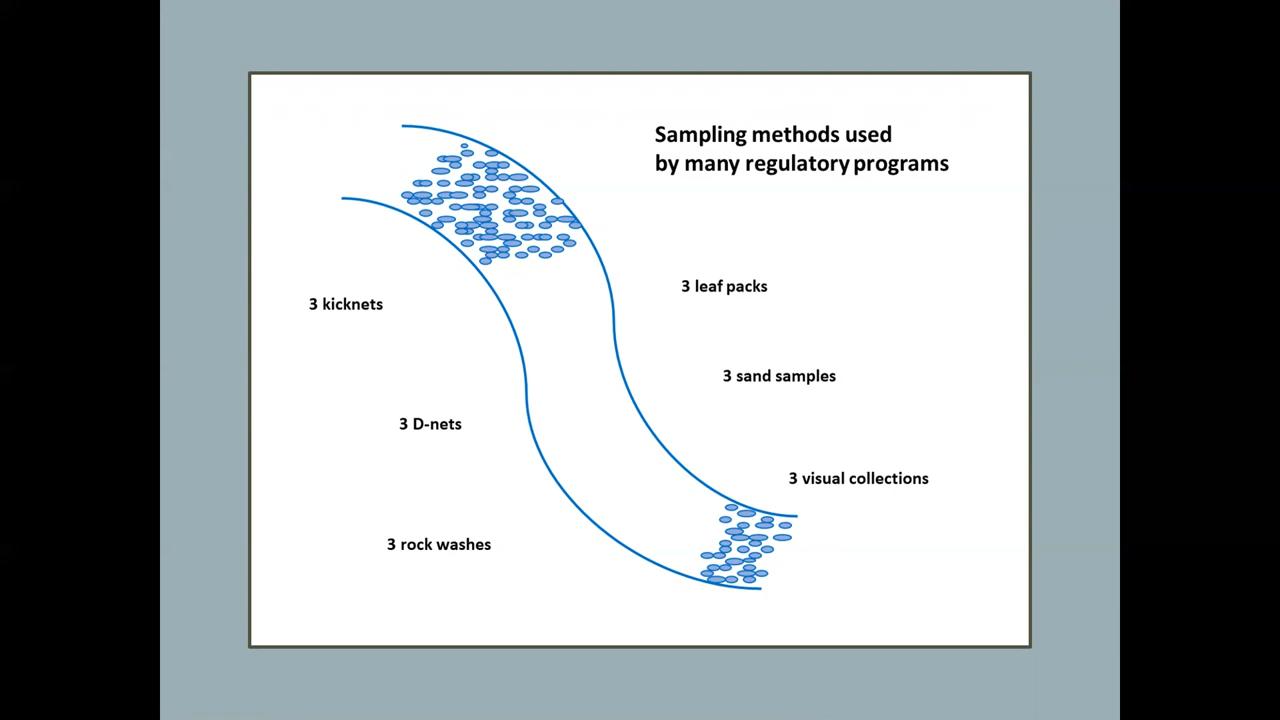 Sampling methods used
by many regulatory programs
3 leaf packs
3 kicknets
3 sand samples
3 D-nets
3 visual collections
3 rock washes